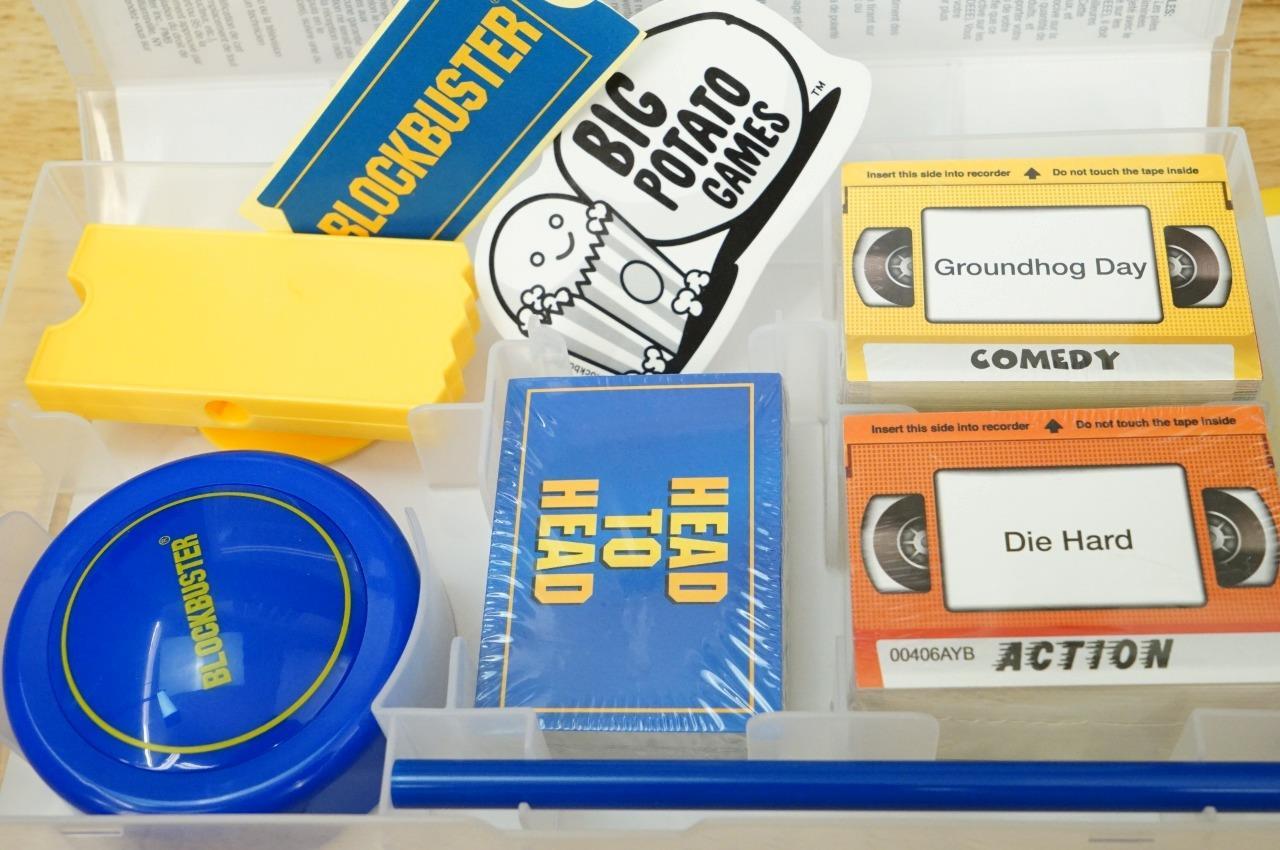 BLOCKBUSTER®
BIG
POTATO
GAMES
TM
Insert this side into recorder Do not touch the tape inside
Groundhog Day
COMEDY
HEAD
TO
HEAD
Insert this side into recorder Do not touch the tape inside
Die Hard
00406AYB ACTION
BLOCKBUSTER®